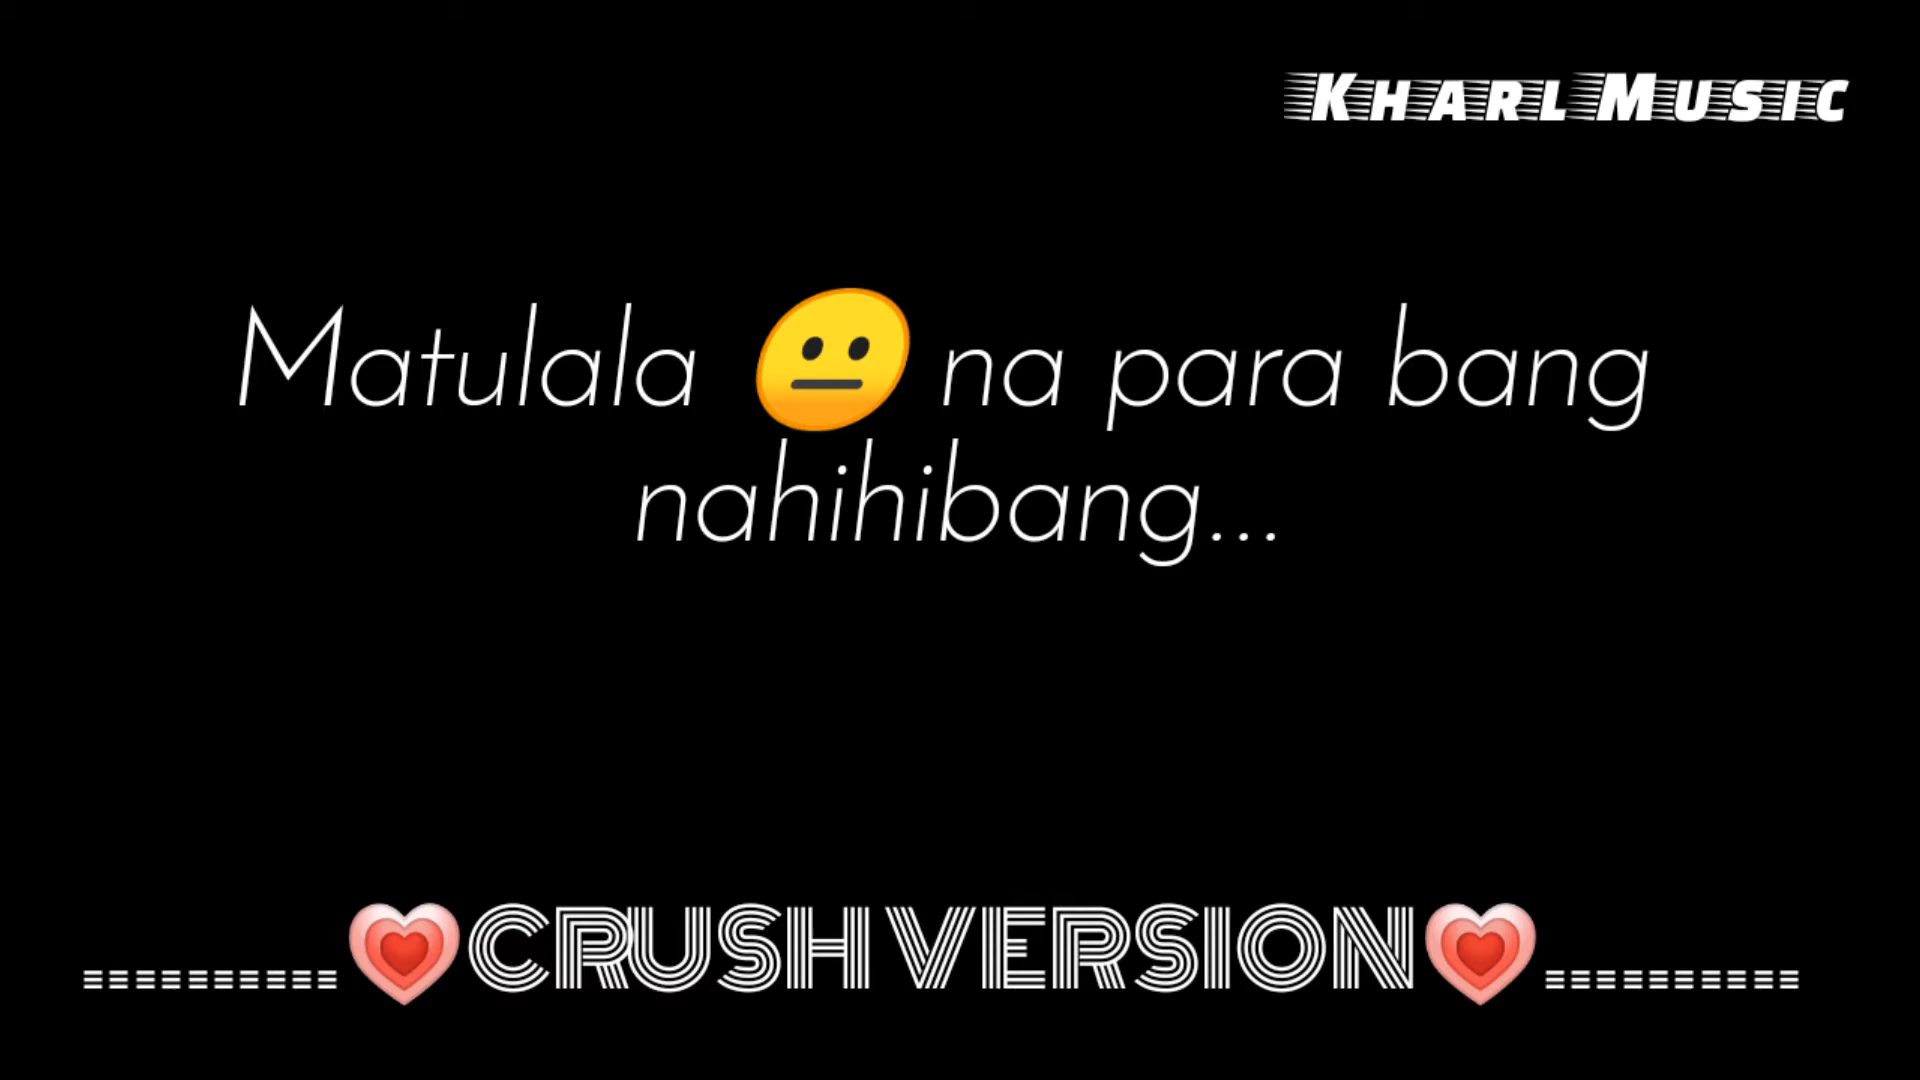 Kharl Music
Matulala 😐 na para bang
nahihibang...
..........💗CRUSH VERSION💗..........